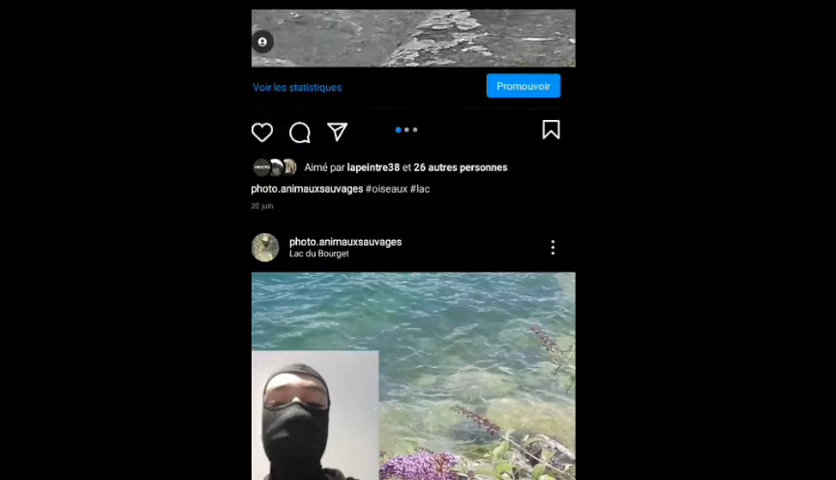 Voir les statistiques
Promouvoir
Aimé par lapeintre38 et 26 autres personnes
photo.animauxsauvages #oiseaux #lac
20 juin
photo.animauxsauvages
Lac du Bourget